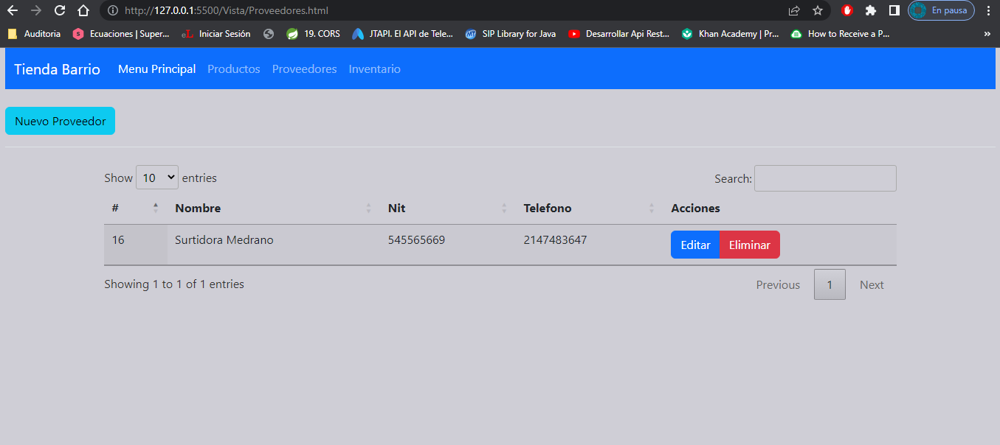 http://127.0.0.1:5500/Vista/Proveedores.html
En pausa
Auditoria
Ecuaciones | Super...
eL Iniciar Sesión
19. CORS
JTAPI. El API de Tele...
SIP Library for Java
Desarrollar Api Rest...
Khan Academy | Pr...
How to Receive a P...
»
Tienda Barrio Menu Principal Productos Proveedores Inventario
Nuevo Proveedor
Show 10 entries Search:
# Nombre Nit Telefono Acciones
16 Surtidora Medrano 545565669 2147483647 Editar Eliminar
Showing 1 to 1 of 1 entries Previous 1 Next